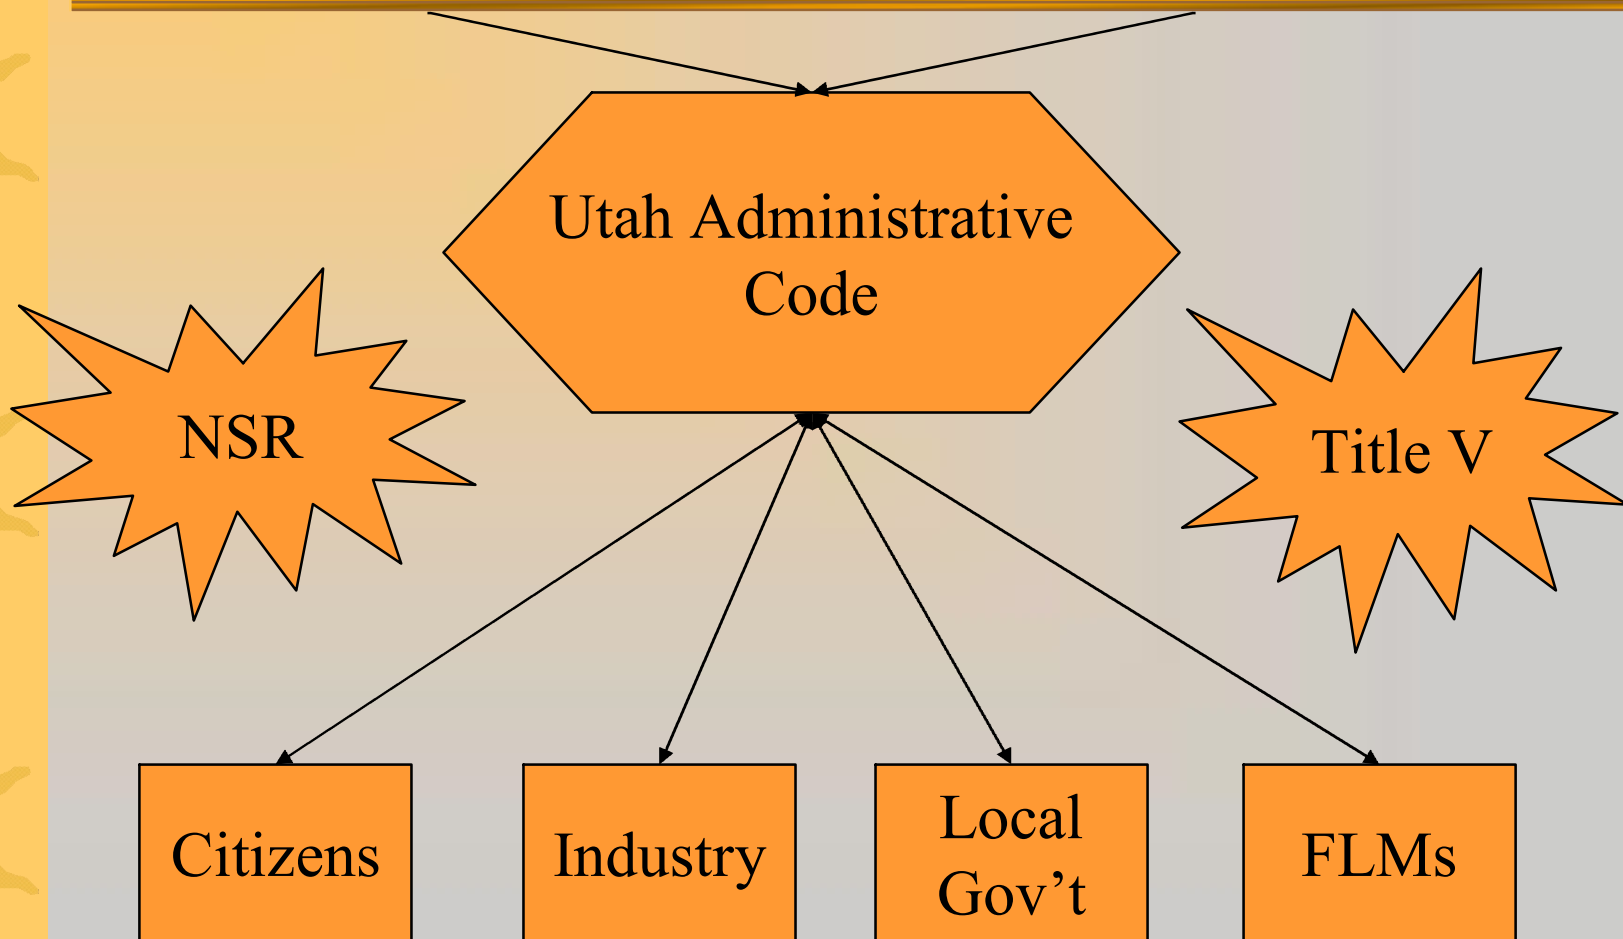 Utah Administrative
Code
NSR
Title V
Citizens
Industry
Local
Gov’t
FLMs